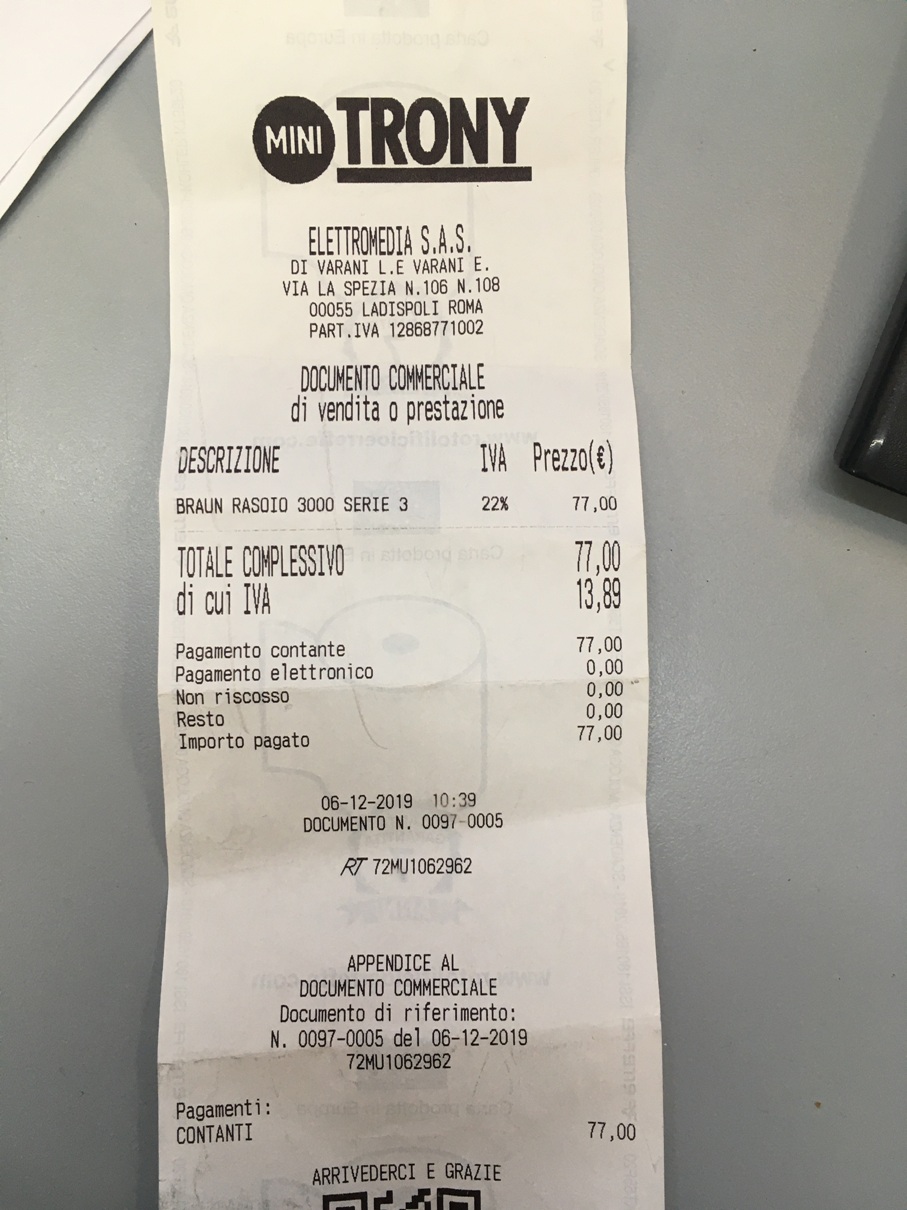 MINI TRONY
ELETTROMEDIA S.A.S.
DI VARANI L.E VARANI E.
VIA LA SPEZIA N.106 N.108
00055 LADISPOLI ROMA
PART.IVA 12868771002
DOCUMENTO COMMERCIALE
di vendita o prestazione
DESCRIZIONE IVA Prezzo(€)
BRAUN RASOIO 3000 SERIE 3 22% 77,00
TOTALE COMPLESSIVO 77,00
di cui IVA 13,89
Pagamento contante 77,00
Pagamento elettronico 0,00
Non riscosso 0,00
Resto 0,00
Importo pagato 77,00
06-12-2019 10:39
DOCUMENTO N. 0097-0005
RT 72MU1062962
APPENDICE AL
DOCUMENTO COMMERCIALE
Documento di riferimento:
N. 0097-0005 del 06-12-2019
72MU1062962
Pagamenti:
CONTANTI 77,00
ARRIVEDERCI E GRAZIE